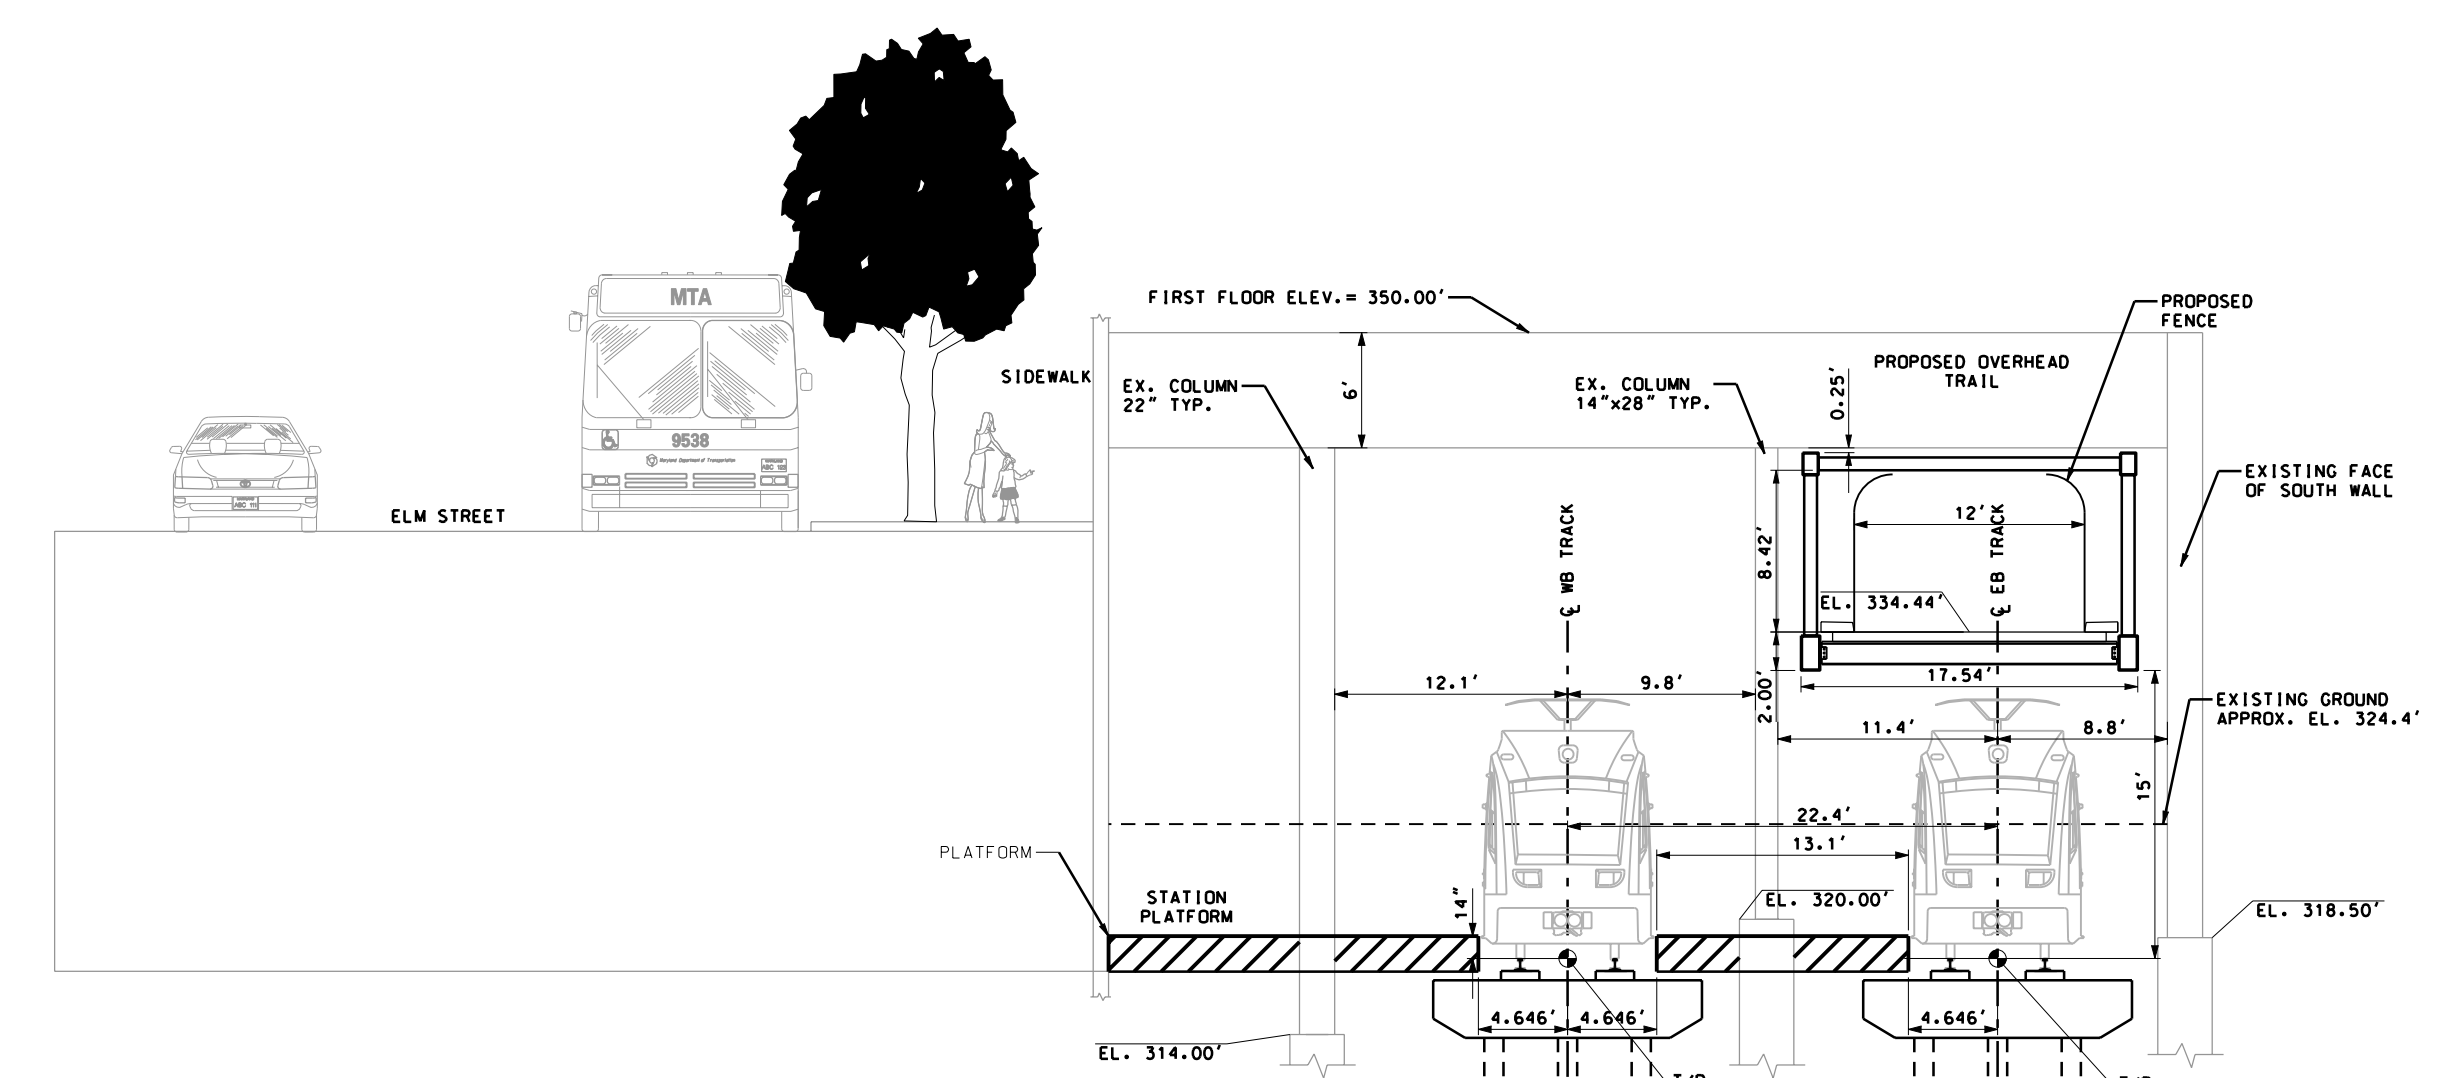 MTA
9538
Maryland Department of Transportation
ELM STREET
SIDEWALK
FIRST FLOOR ELEV.= 350.00'
EX. COLUMN
22" TYP.
6'
EX. COLUMN
14"x28" TYP.
0.25'
PROPOSED OVERHEAD
TRAIL
PROPOSED
FENCE
EXISTING FACE
OF SOUTH WALL
12'
8.42'
EL. 334.44'
℄ WB TRACK
℄ EB TRACK
17.54'
2.00'
12.1'
9.8'
11.4'
8.8'
EXISTING GROUND
APPROX. EL. 324.4'
15'
22.4'
13.1'
PLATFORM
STATION
PLATFORM
14"
EL. 320.00'
EL. 318.50'
4.646'
4.646'
4.646'
EL. 314.00'